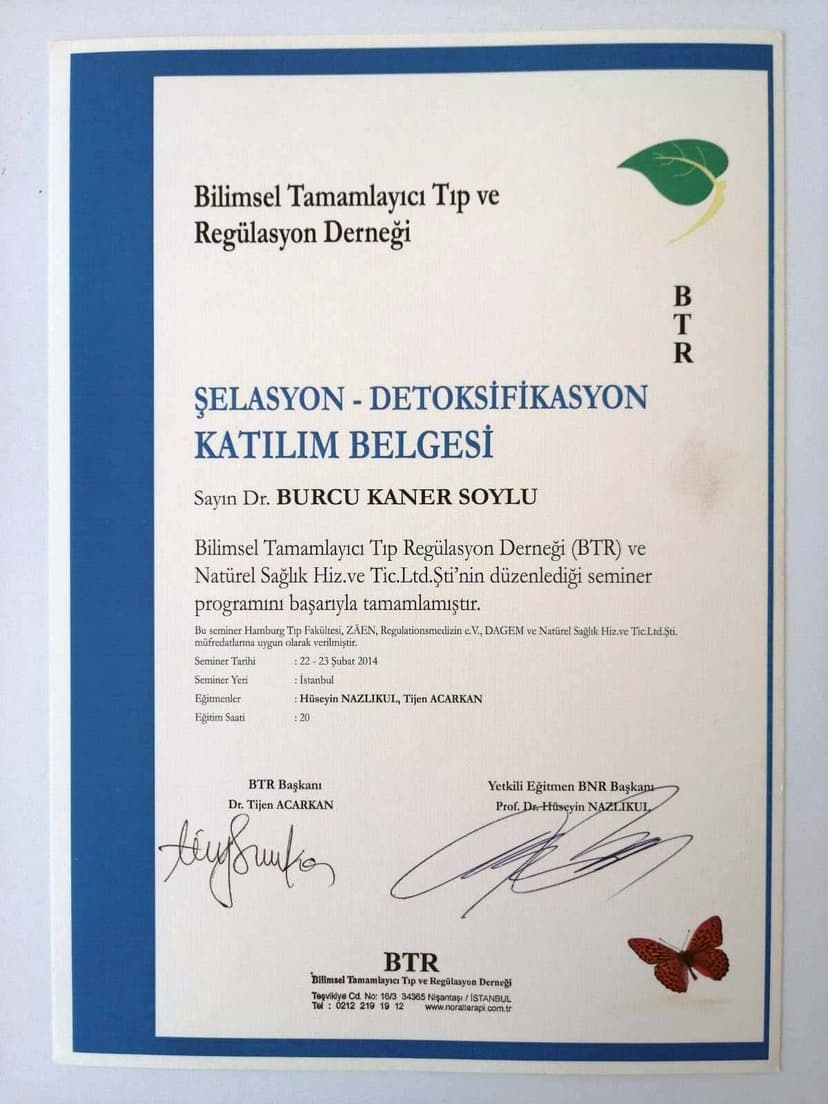 Bilimsel Tamamlayıcı Tıp ve
Regülasyon Derneği
B
T
R
ŞELASYON - DETOKSİFİKASYON
KATILIM BELGESİ
Sayın Dr. BURCU KANER SOYLU
Bilimsel Tamamlayıcı Tıp Regülasyon Derneği (BTR) ve
Natürel Sağlık Hiz.ve Tic.Ltd.Şti'nin düzenlediği seminer
programını başarıyla tamamlamıştır.
Bu seminer Hamburg Tıp Fakültesi, ZÄEN, Regulationsmedizin e.V., DAGEM ve Natürel Sağlık Hiz.ve Tic.Ltd.Şti.
müfredatlarına uygun olarak verilmiştir.
Seminer Tarihi : 22 - 23 Şubat 2014
Seminer Yeri : İstanbul
Eğitmenler : Hüseyin NAZLIKUL, Tijen ACARKAN
Eğitim Saati : 20
BTR Başkanı
Dr. Tijen ACARKAN
Yetkili Eğitmen BNR Başkanı
Prof. Dr. Hüseyin NAZLIKUL
BTR
Bilimsel Tamamlayıcı Tıp ve Regülasyon Derneği
Teşvikiye Cd. No: 16/3 34365 Nişantaşı / İSTANBUL
Tel : 0212 219 19 12 www.noralterapi.com.tr